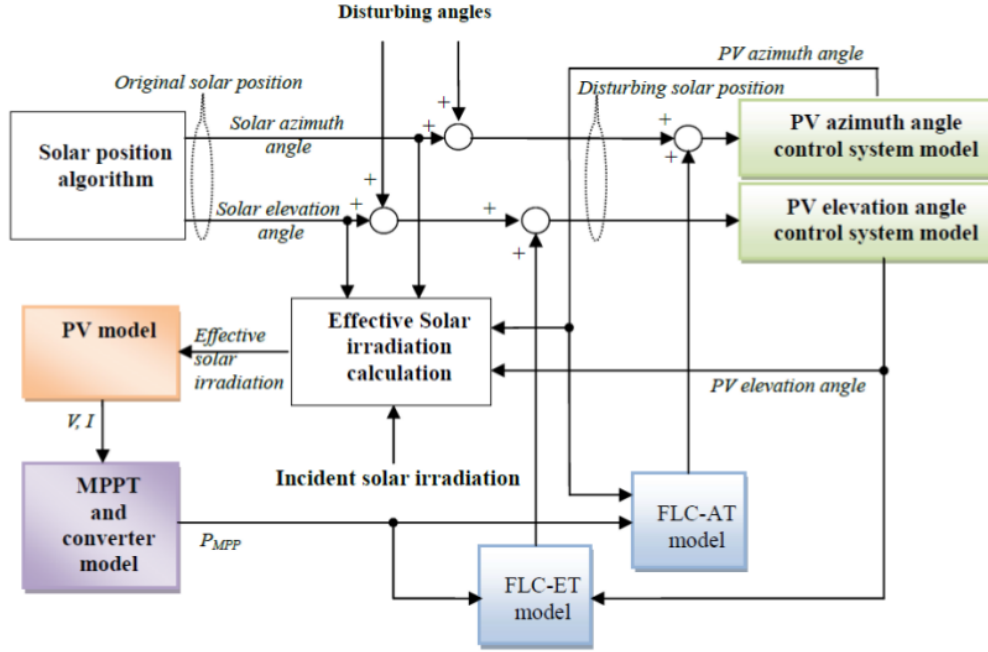 Disturbing angles
PV azimuth angle
Original solar position
Disturbing solar position
+
+
Solar azimuth
angle
+
+
+
Solar position
algorithm
PV azimuth angle
control system model
+
Solar elevation
angle
+
+
+
PV elevation angle
control system model
PV model
Effective
solar
irradiation
Effective Solar
irradiation
calculation
PV elevation angle
V, I
Incident solar irradiation
MPPT
and
converter
model
P_MPP
FLC-AT
model
FLC-ET
model